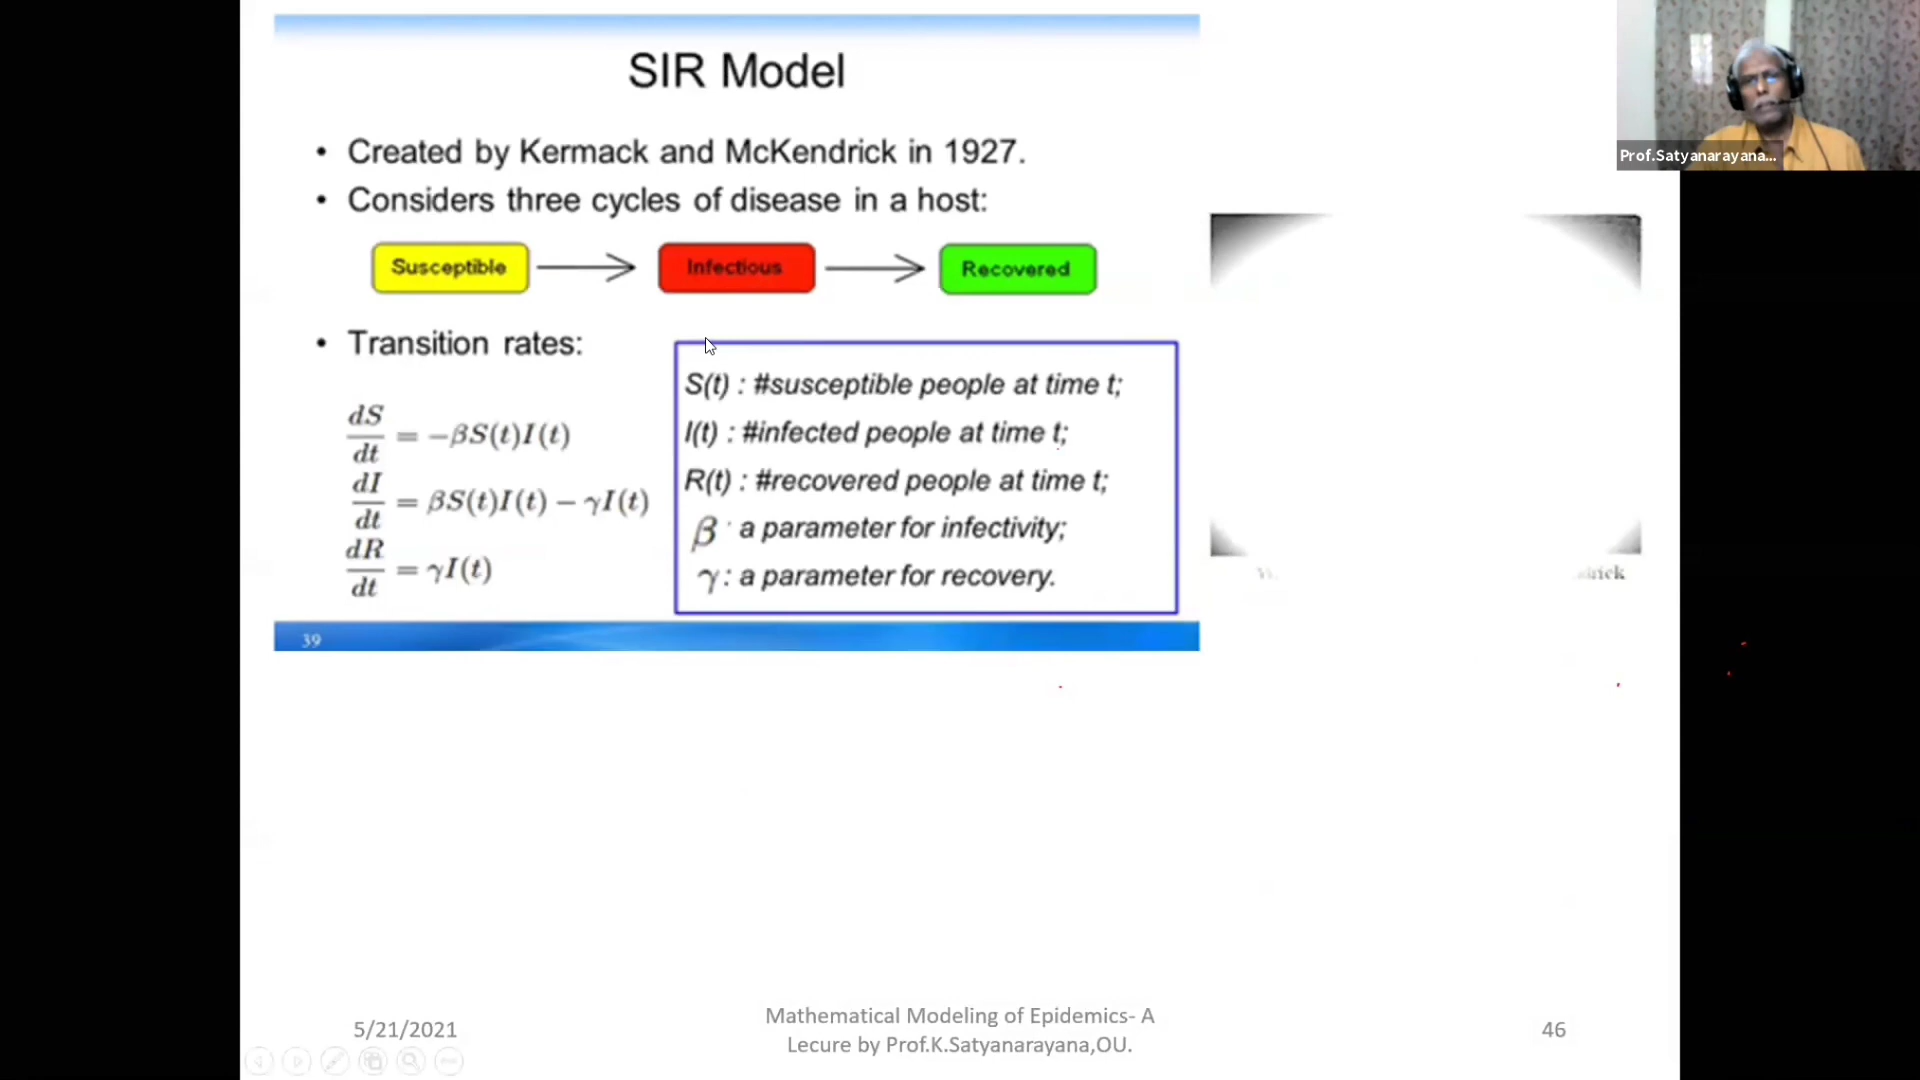 SIR Model
• Created by Kermack and McKendrick in 1927.
• Considers three cycles of disease in a host:
Susceptible
Infectious
Recovered
• Transition rates:
dS/dt = −βS(t)I(t)
dI/dt = βS(t)I(t) − γI(t)
dR/dt = γI(t)
S(t) : #susceptible people at time t;
I(t) : #infected people at time t;
R(t) : #recovered people at time t;
β : a parameter for infectivity;
γ : a parameter for recovery.
39
Prof.Satyanarayana...
5/21/2021
Mathematical Modeling of Epidemics- A
Lecure by Prof.K.Satyanarayana,OU.
46